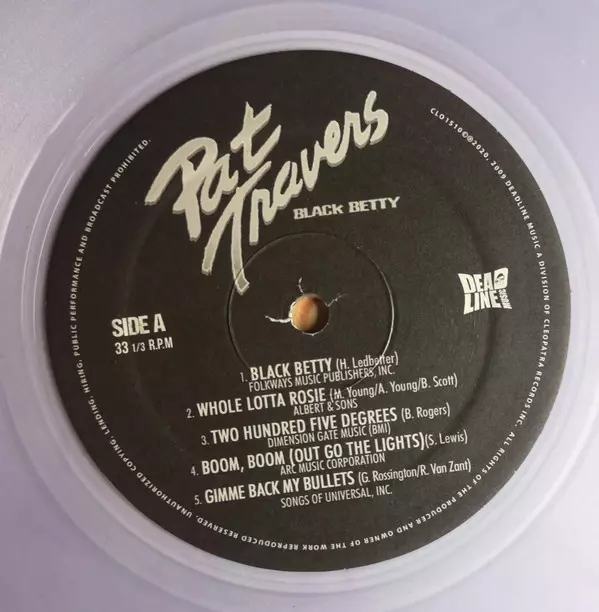 Pat
Travers
BLACK BETTY
DEAD
LINE
MUSIC
SIDE A
33 1/3 R.P.M
1. BLACK BETTY (H. Ledbetter)
FOLKWAYS MUSIC PUBLISHERS, INC.
2. WHOLE LOTTA ROSIE (M. Young/A. Young/B. Scott)
ALBERT & SONS
3. TWO HUNDRED FIVE DEGREES (B. Rogers)
DIMENSION GATE MUSIC (BMI)
4. BOOM, BOOM (OUT GO THE LIGHTS)(S. Lewis)
ARC MUSIC CORPORATION
5. GIMME BACK MY BULLETS (G. Rossington/R. Van Zant)
SONGS OF UNIVERSAL, INC.
CLO1510 ©℗2020, 2009 DEADLINE MUSIC A DIVISION OF CLEOPATRA RECORDS INC. ALL RIGHTS OF THE PRODUCER AND OWNER OF THE WORK REPRODUCED RESERVED. UNAUTHORIZED COPYING, LENDING, HIRING, PUBLIC PERFORMANCE AND BROADCAST PROHIBITED.